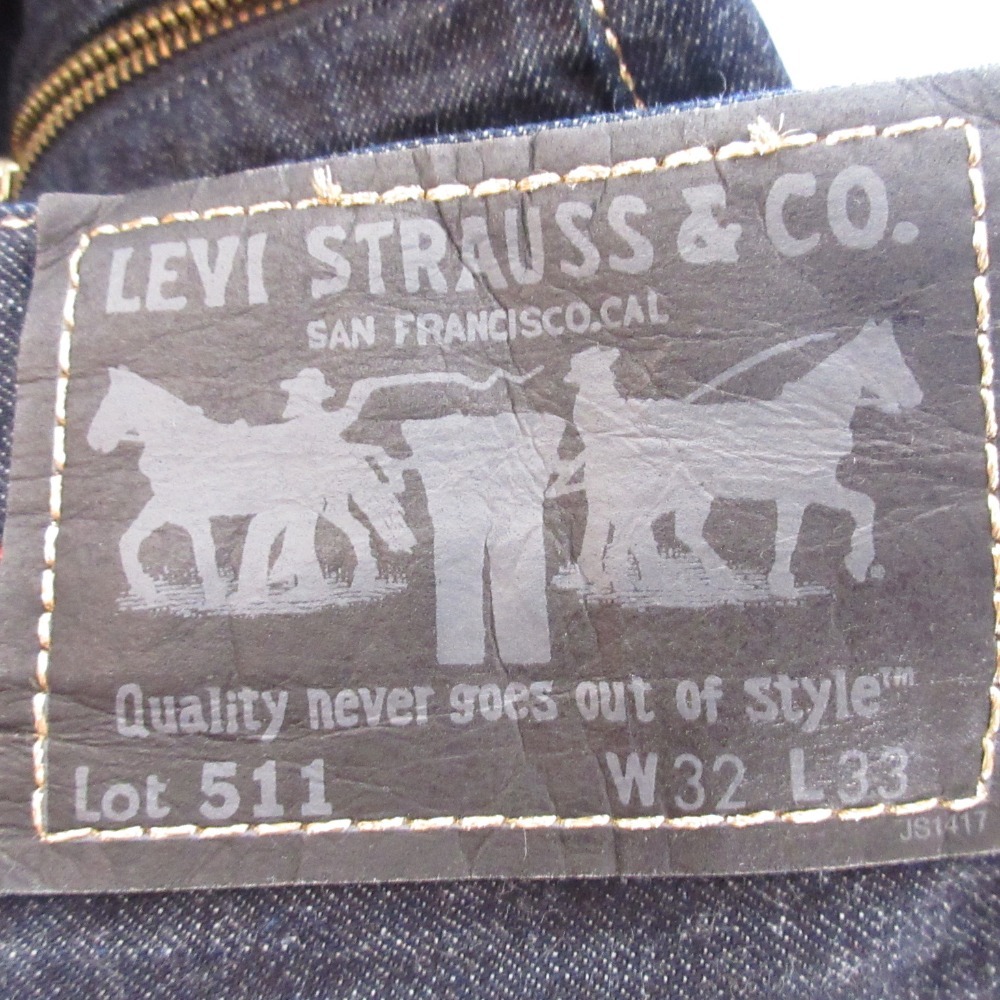 LEVI STRAUSS & CO.
SAN FRANCISCO.CAL
Quality never goes out of style™
Lot 511 W32 L33
JS1417